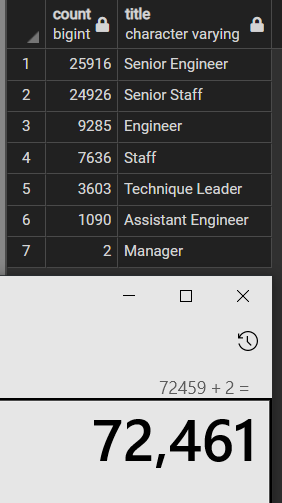 count title
bigint character varying
1 25916 Senior Engineer
2 24926 Senior Staff
3 9285 Engineer
4 7636 Staff
5 3603 Technique Leader
6 1090 Assistant Engineer
7 2 Manager
72459 + 2 =
72,461